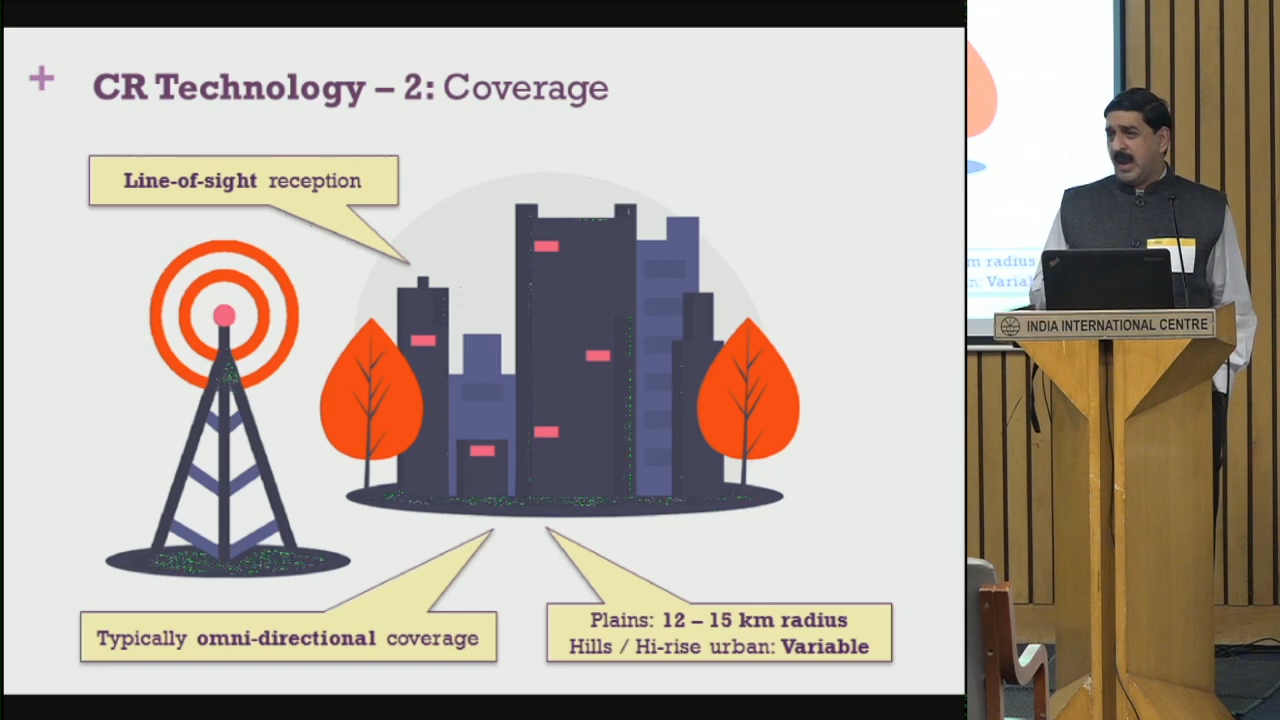 + CR Technology – 2: Coverage
Line-of-sight reception
Typically omni-directional coverage
Plains: 12 – 15 km radius
Hills / Hi-rise urban: Variable
m radius
INDIA INTERNATIONAL CENTRE